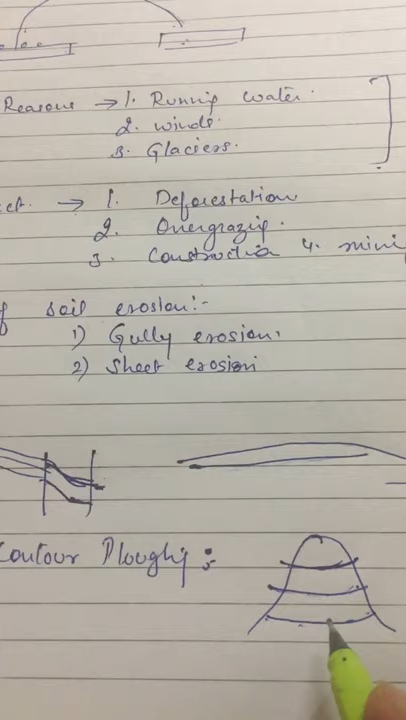 Reasons → 1. Running water.
2. winds.
3. Glaciers.
→ 1. Deforestation
2. Overgrazing.
3. Construction 4. mini
soil erosion:-
1) Gully erosion.
2) Sheet erosion
Contour Ploughing :